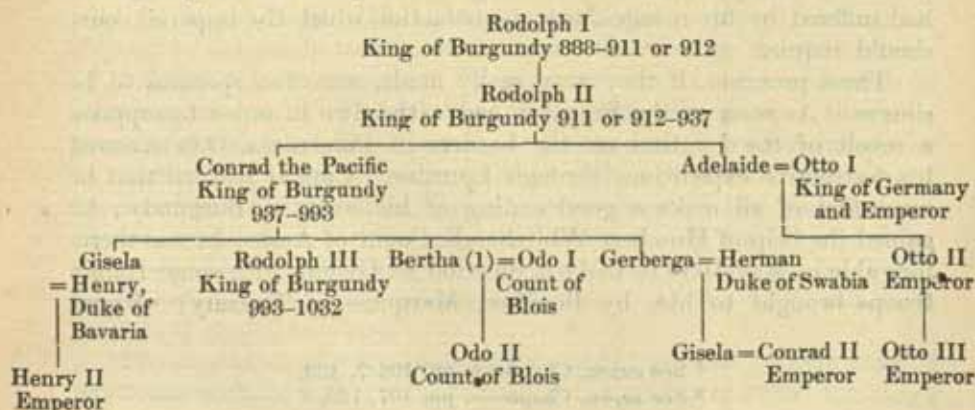 Rodolph I
King of Burgundy 888–911 or 912
Rodolph II
King of Burgundy 911 or 912–937
Conrad the Pacific
King of Burgundy
937–993
Adelaide = Otto I
King of Germany
and Emperor
Gisela
= Henry,
Duke of
Bavaria
Rodolph III
King of Burgundy
993–1032
Bertha (1) = Odo I
Count of
Blois
Gerberga = Herman
Duke of Swabia
Otto II
Emperor
Henry II
Emperor
Odo II
Count of Blois
Gisela = Conrad II
Emperor
Otto III
Emperor